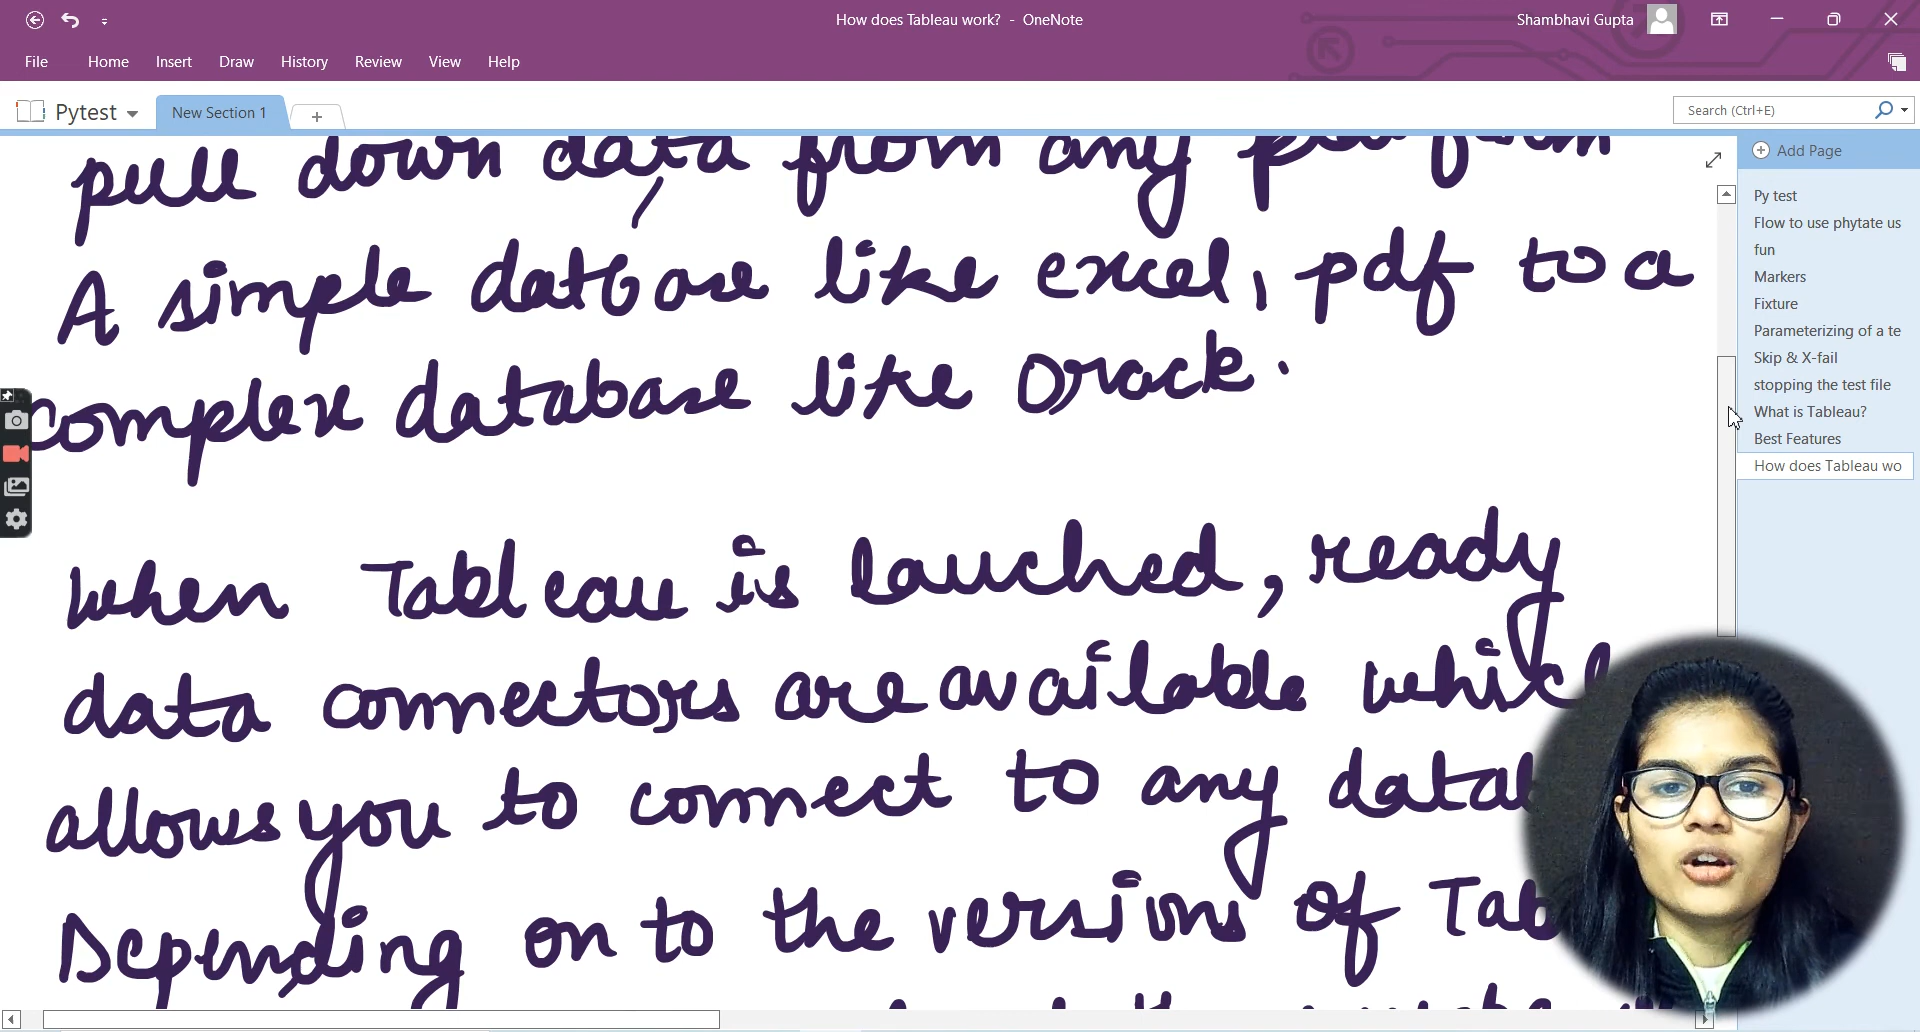 How does Tableau work? - OneNote
Shambhavi Gupta
File Home Insert Draw History Review View Help
Pytest
New Section 1
+
Search (Ctrl+E)
Add Page
Py test
Flow to use phytate us
fun
Markers
Fixture
Parameterizing of a te
Skip & X-fail
stopping the test file
What is Tableau?
Best Features
How does Tableau wo
pull down data from any platform
A simple datbase like excel, pdf to a
complex database like Orack.
When Tableau is lauched, ready
data connectors are available which
allows you to connect to any datab
Depending on to the versions of Tab